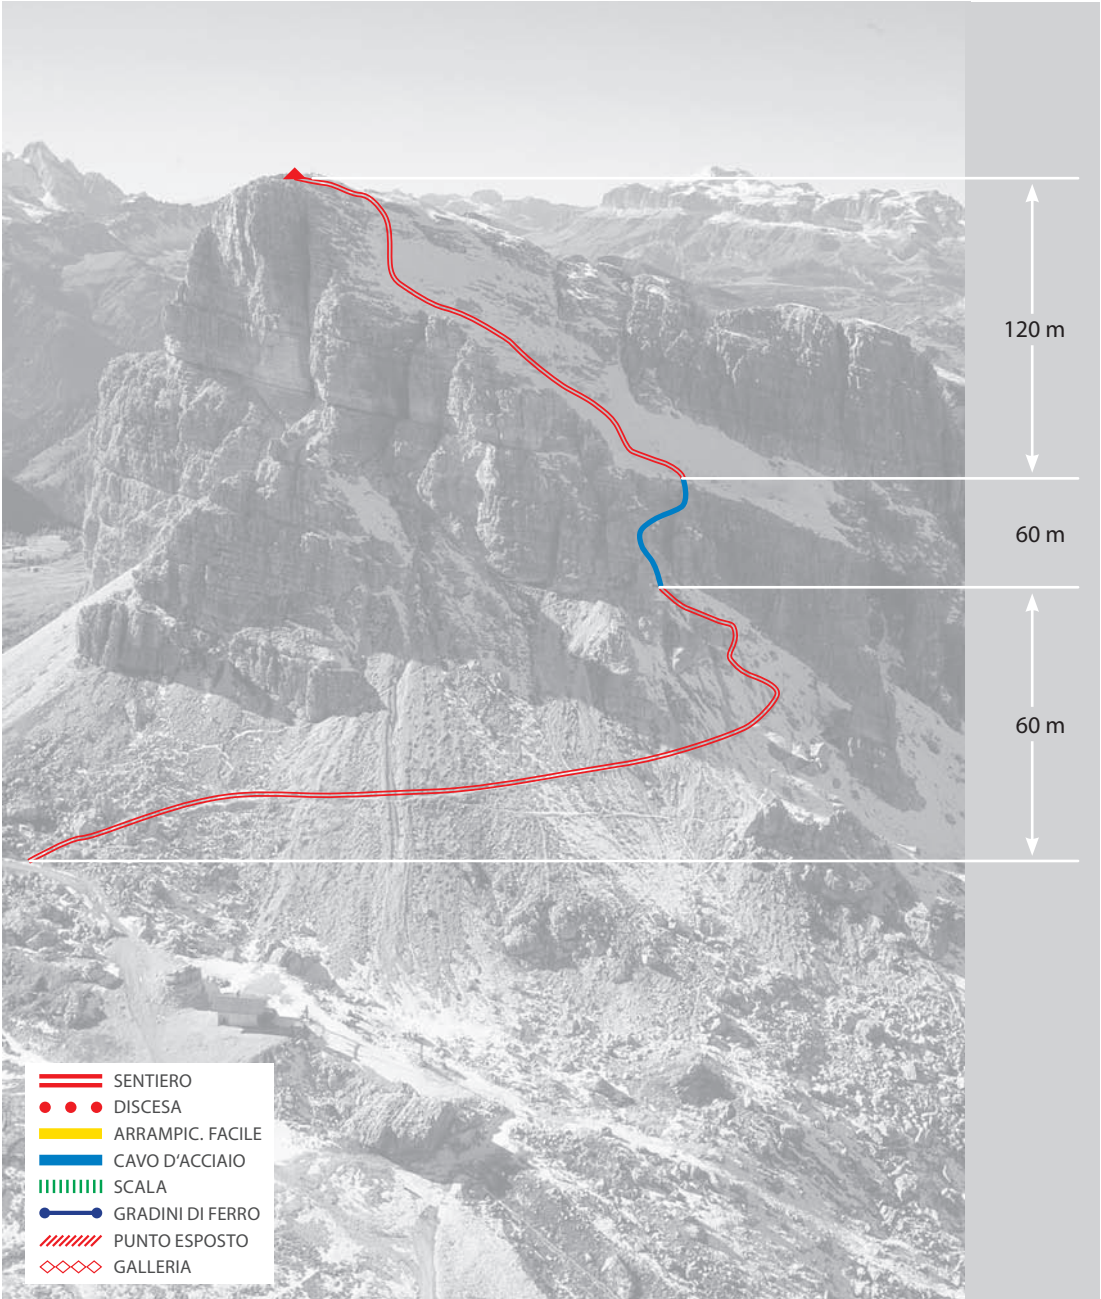 120 m
60 m
60 m
SENTIERO
DISCESA
ARRAMPIC. FACILE
CAVO D'ACCIAIO
SCALA
GRADINI DI FERRO
PUNTO ESPOSTO
GALLERIA